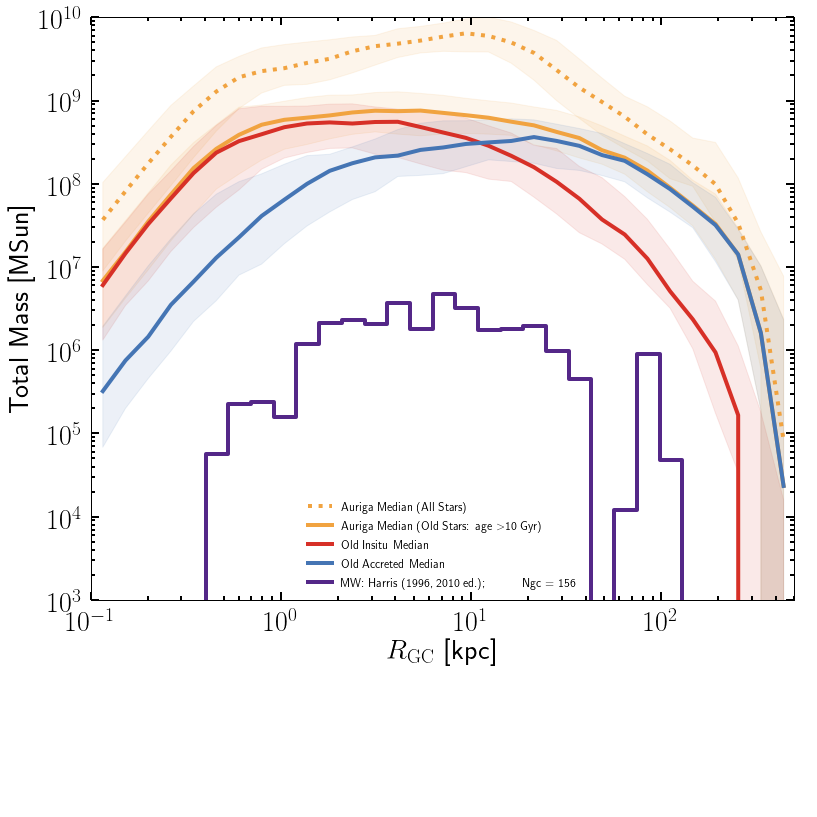 10^10
10^9
10^8
10^7
10^6
10^5
10^4
10^3
Total Mass [MSun]
Auriga Median (All Stars)
Auriga Median (Old Stars: age >10 Gyr)
Old Insitu Median
Old Accreted Median
MW: Harris (1996, 2010 ed.); Ngc = 156
10^−1 10^0 10^1 10^2
R_GC [kpc]